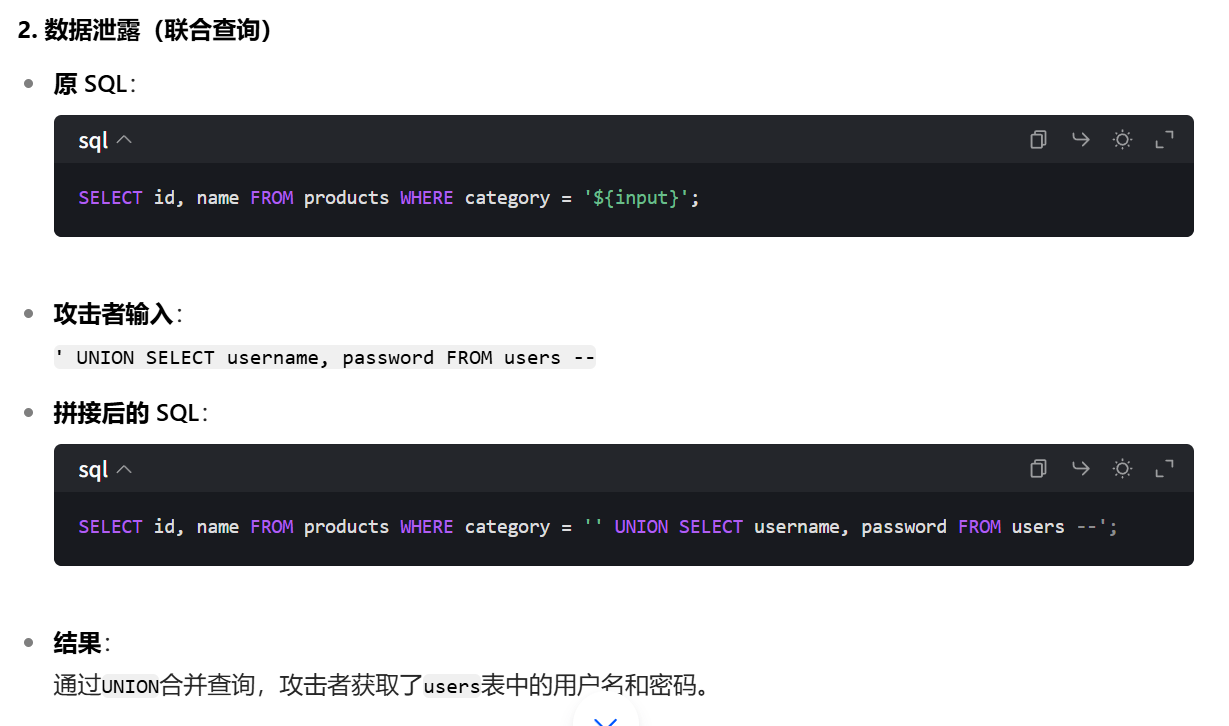 2. 数据泄露（联合查询）
原 SQL：
sql
SELECT id, name FROM products WHERE category = '${input}';
攻击者输入：
' UNION SELECT username, password FROM users --
拼接后的 SQL：
sql
SELECT id, name FROM products WHERE category = '' UNION SELECT username, password FROM users --';
结果：
通过UNION合并查询，攻击者获取了users表中的用户名和密码。